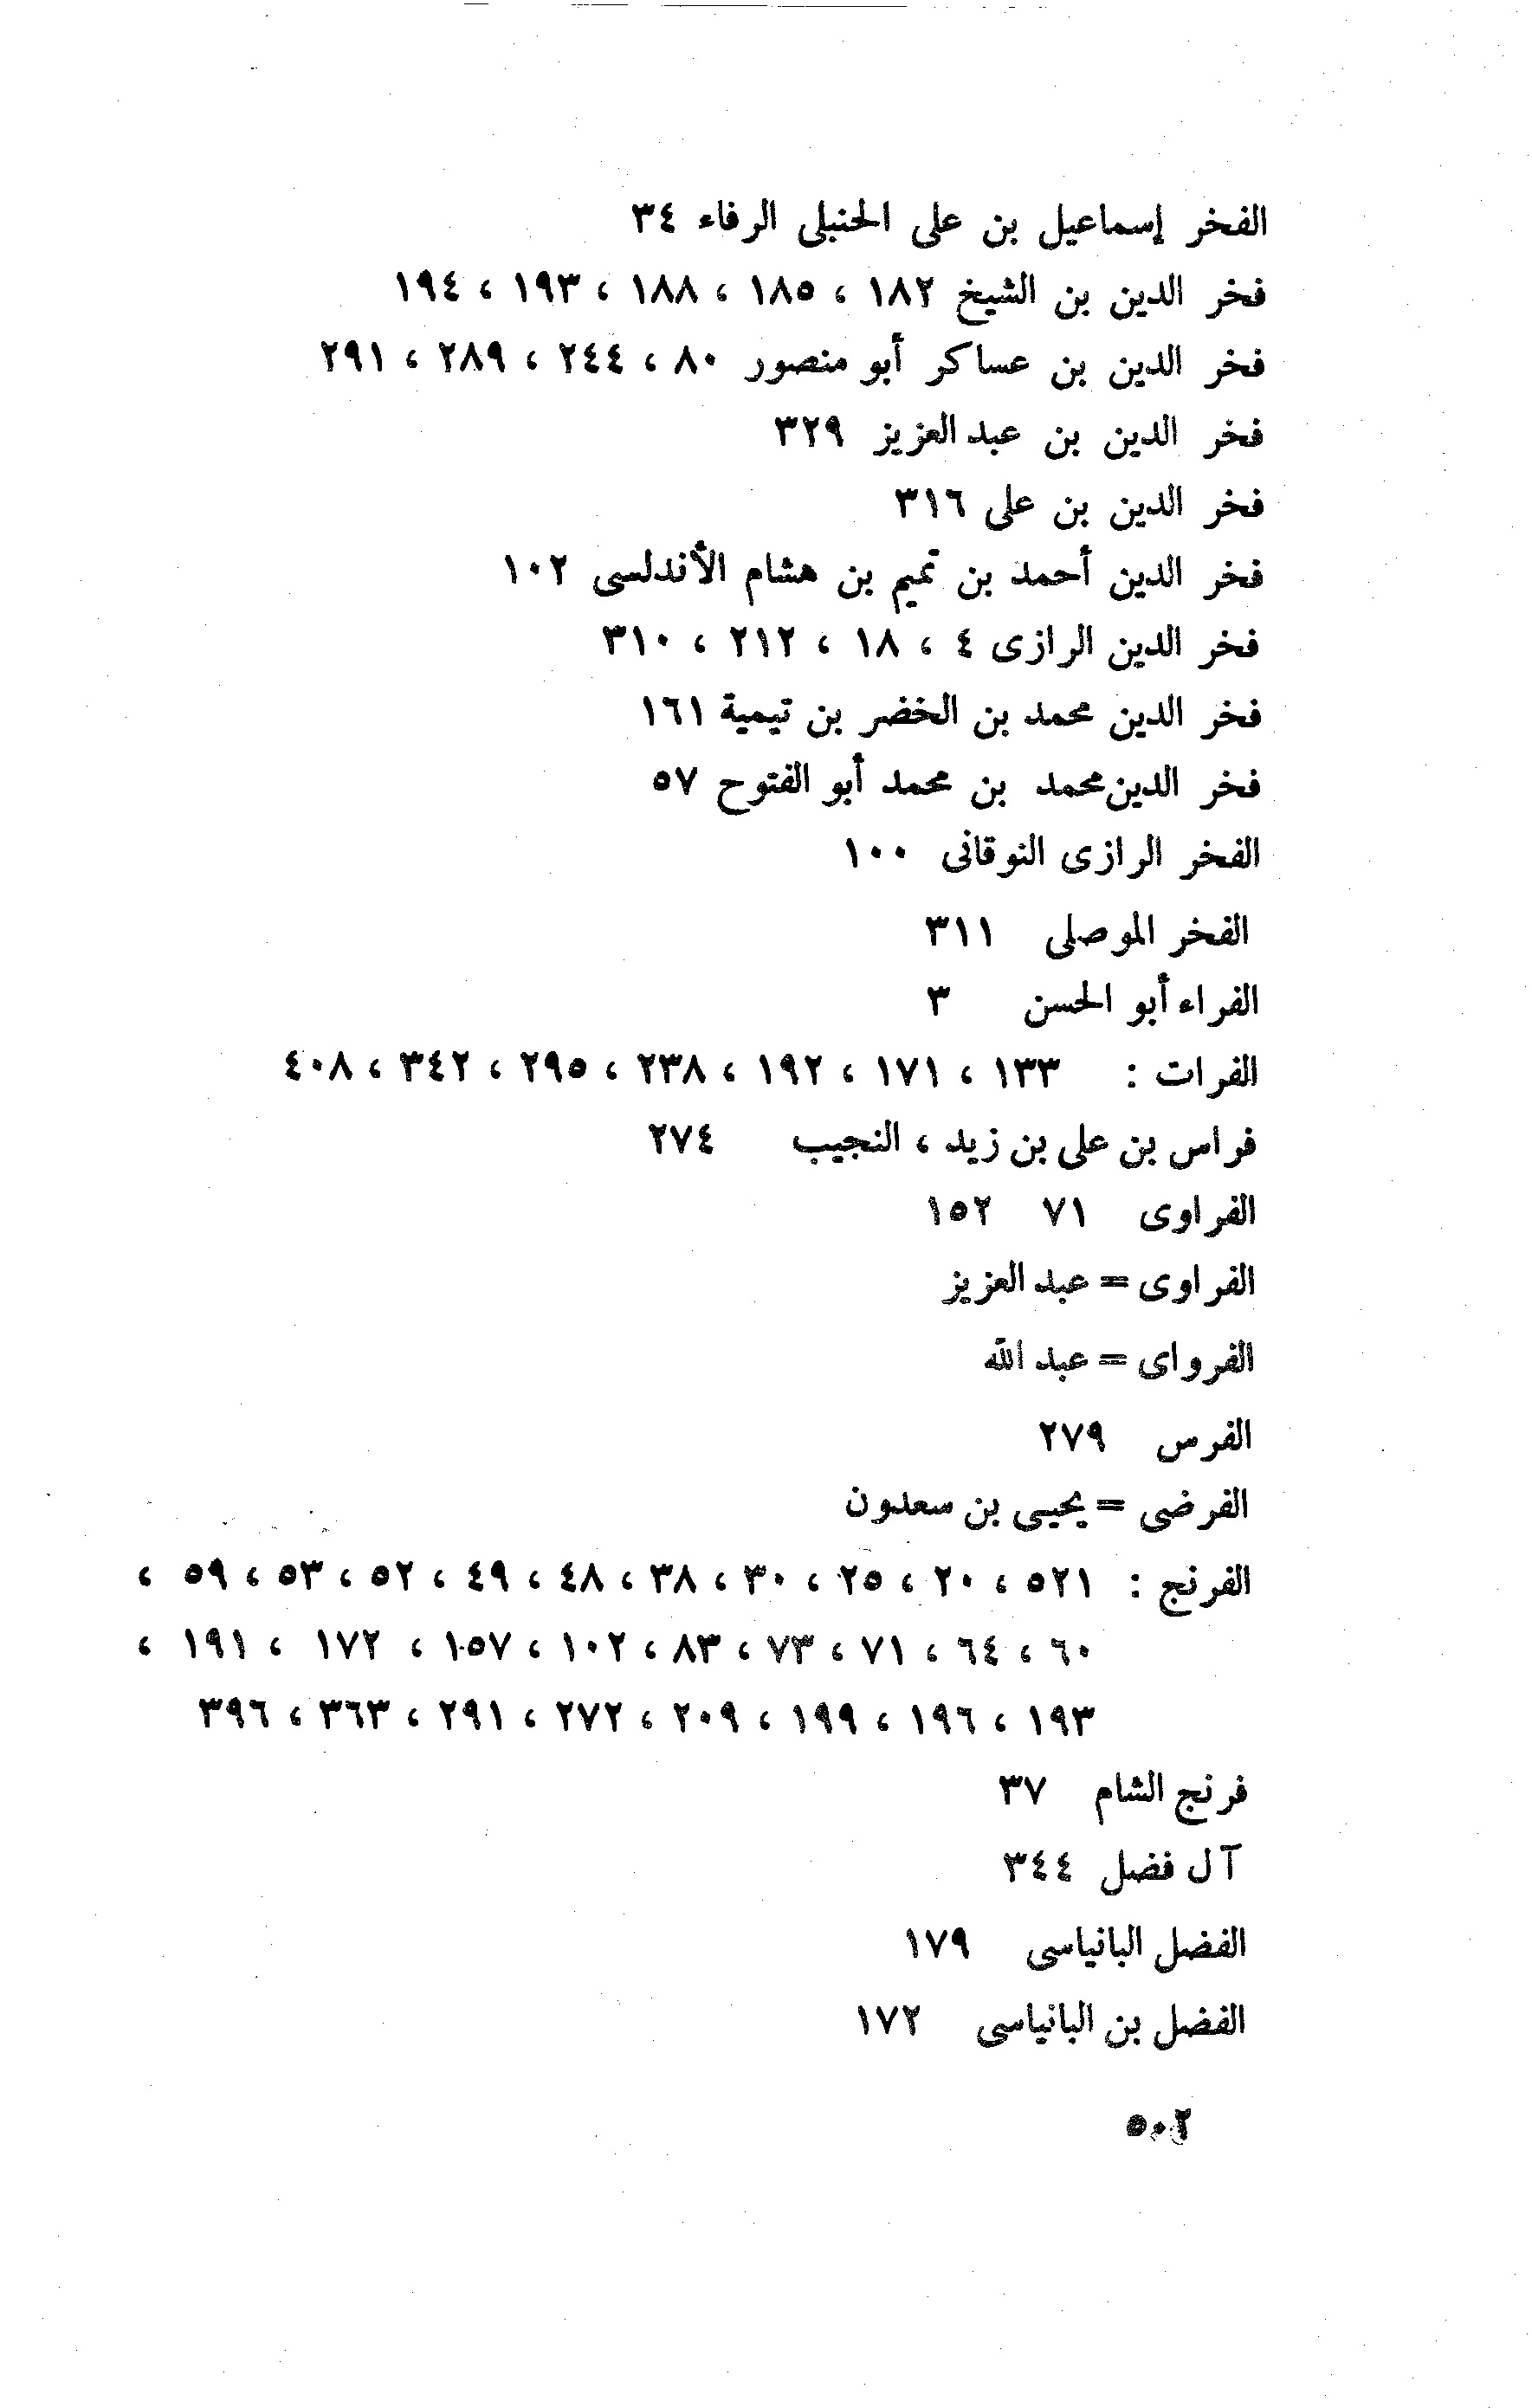 الفخر إسماعيل بن على الحنبلى الرفاء ٣٤
فخر الدين بن الشيخ ١٨٢ ، ١٨٥ ، ١٨٨ ، ١٩٣ ، ١٩٤
فخر الدين بن عساكر أبو منصور ٨٠ ، ٢٤٤ ، ٢٨٩ ، ٢٩١
فخر الدين بن عبد العزيز ٣٢٩
فخر الدين بن على ٣١٦
فخر الدين أحمد بن تميم بن هشام الأندلسى ١٠٢
فخر الدين الرازى ٤ ، ١٨ ، ٢١٢ ، ٣١٠
فخر الدين محمد بن الخضر بن تيمية ١٦١
فخر الدين محمد بن محمد أبو الفتوح ٥٧
الفخر الرازى النوقانى ١٠٠
الفخر الموصلى ٣١١
الفراء أبو الحسن ٣
الفرات : ١٣٣ ، ١٧١ ، ١٩٢ ، ٢٣٨ ، ٢٩٥ ، ٣٤٢ ، ٤٠٨
فراس بن على بن زيد ، النجيب ٢٧٤
الفراوى ٧١ ١٥٢
الفراوى = عبد العزيز
الفرواى = عبد الله
الفرس ٢٧٩
الفرضى = يحيى بن سعدون
الفرنج : ٥٢١ ، ٢٠ ، ٢٥ ، ٣٠ ، ٣٨ ، ٤٨ ، ٤٩ ، ٥٢ ، ٥٣ ، ٥٩ ،
٦٠ ، ٦٤ ، ٧١ ، ٧٣ ، ٨٣ ، ١٠٢ ، ١٥٧ ، ١٧٢ ، ١٩١ ،
١٩٣ ، ١٩٦ ، ١٩٩ ، ٢٠٩ ، ٢٧٢ ، ٢٩١ ، ٣٦٣ ، ٣٩٦
فرنج الشام ٣٧
آل فضل ٣٤٤
الفضل البانياسى ١٧٩
الفضل بن البانياسى ١٧٢
٥٠٢